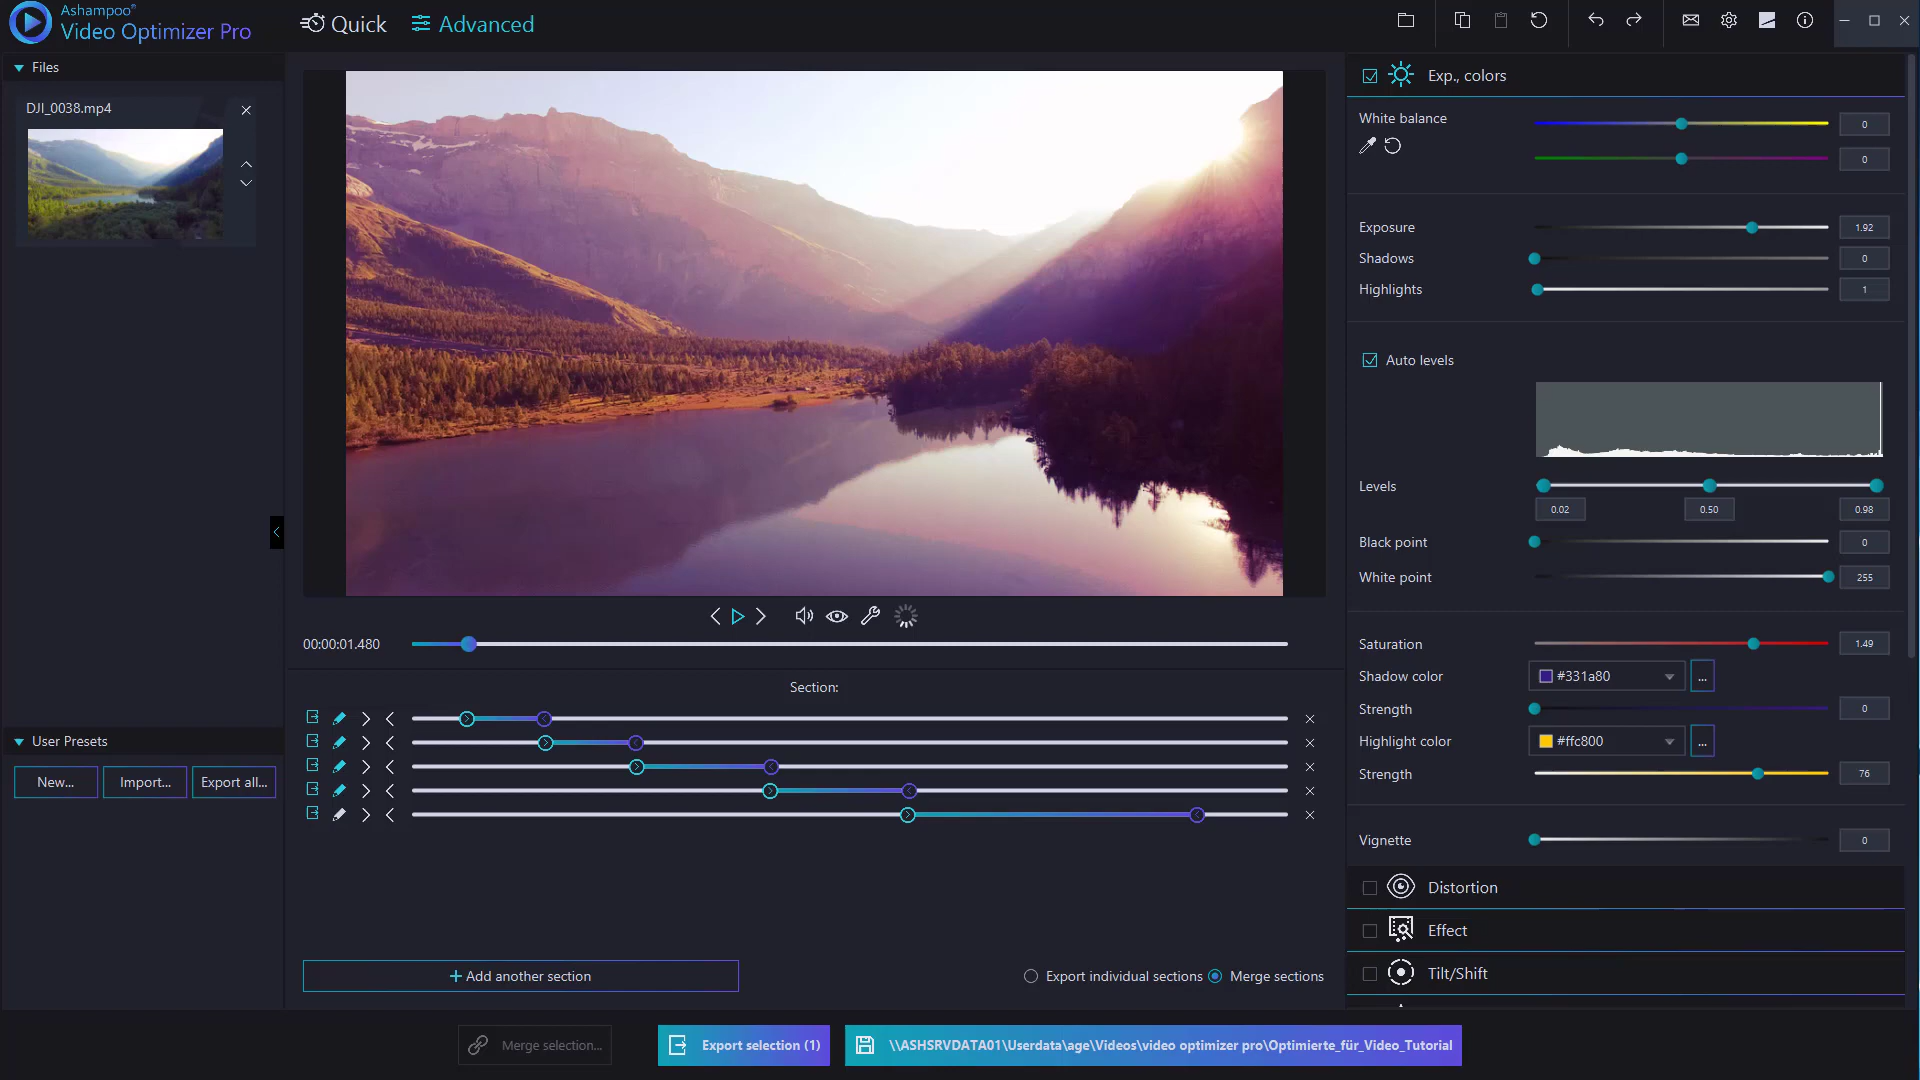 Ashampoo®
Video Optimizer Pro
Quick
Advanced
Files
DJI_0038.mp4
00:00:01.480
Section:
User Presets
New...
Import...
Export all...
+ Add another section
Export individual sections
Merge sections
Merge selection...
Export selection (1)
\\ASHSRVDATA01\Userdata\age\Videos\video optimizer pro\Optimierte_für_Video_Tutorial
Exp., colors
White balance
0
0
Exposure
1.92
Shadows
0
Highlights
1
Auto levels
Levels
0.02
0.50
0.98
Black point
0
White point
255
Saturation
1.49
Shadow color
#331a80
...
Strength
0
Highlight color
#ffc800
...
Strength
76
Vignette
0
Distortion
Effect
Tilt/Shift